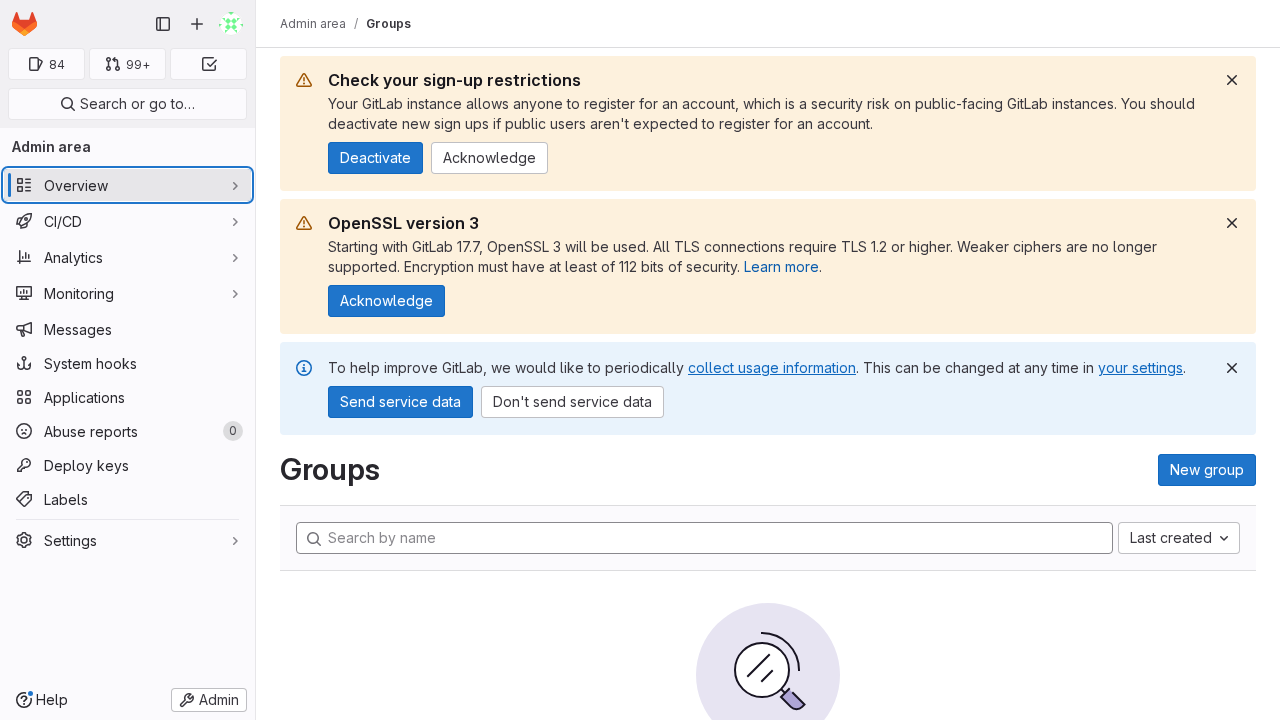 Admin area / Groups
84
99+
Search or go to…
Admin area
Overview
CI/CD
Analytics
Monitoring
Messages
System hooks
Applications
Abuse reports 0
Deploy keys
Labels
Settings
Help
Admin
Check your sign-up restrictions
Your GitLab instance allows anyone to register for an account, which is a security risk on public-facing GitLab instances. You should
deactivate new sign ups if public users aren't expected to register for an account.
Deactivate Acknowledge
OpenSSL version 3
Starting with GitLab 17.7, OpenSSL 3 will be used. All TLS connections require TLS 1.2 or higher. Weaker ciphers are no longer
supported. Encryption must have at least of 112 bits of security. Learn more.
Acknowledge
To help improve GitLab, we would like to periodically collect usage information. This can be changed at any time in your settings.
Send service data Don't send service data
Groups
New group
Search by name
Last created